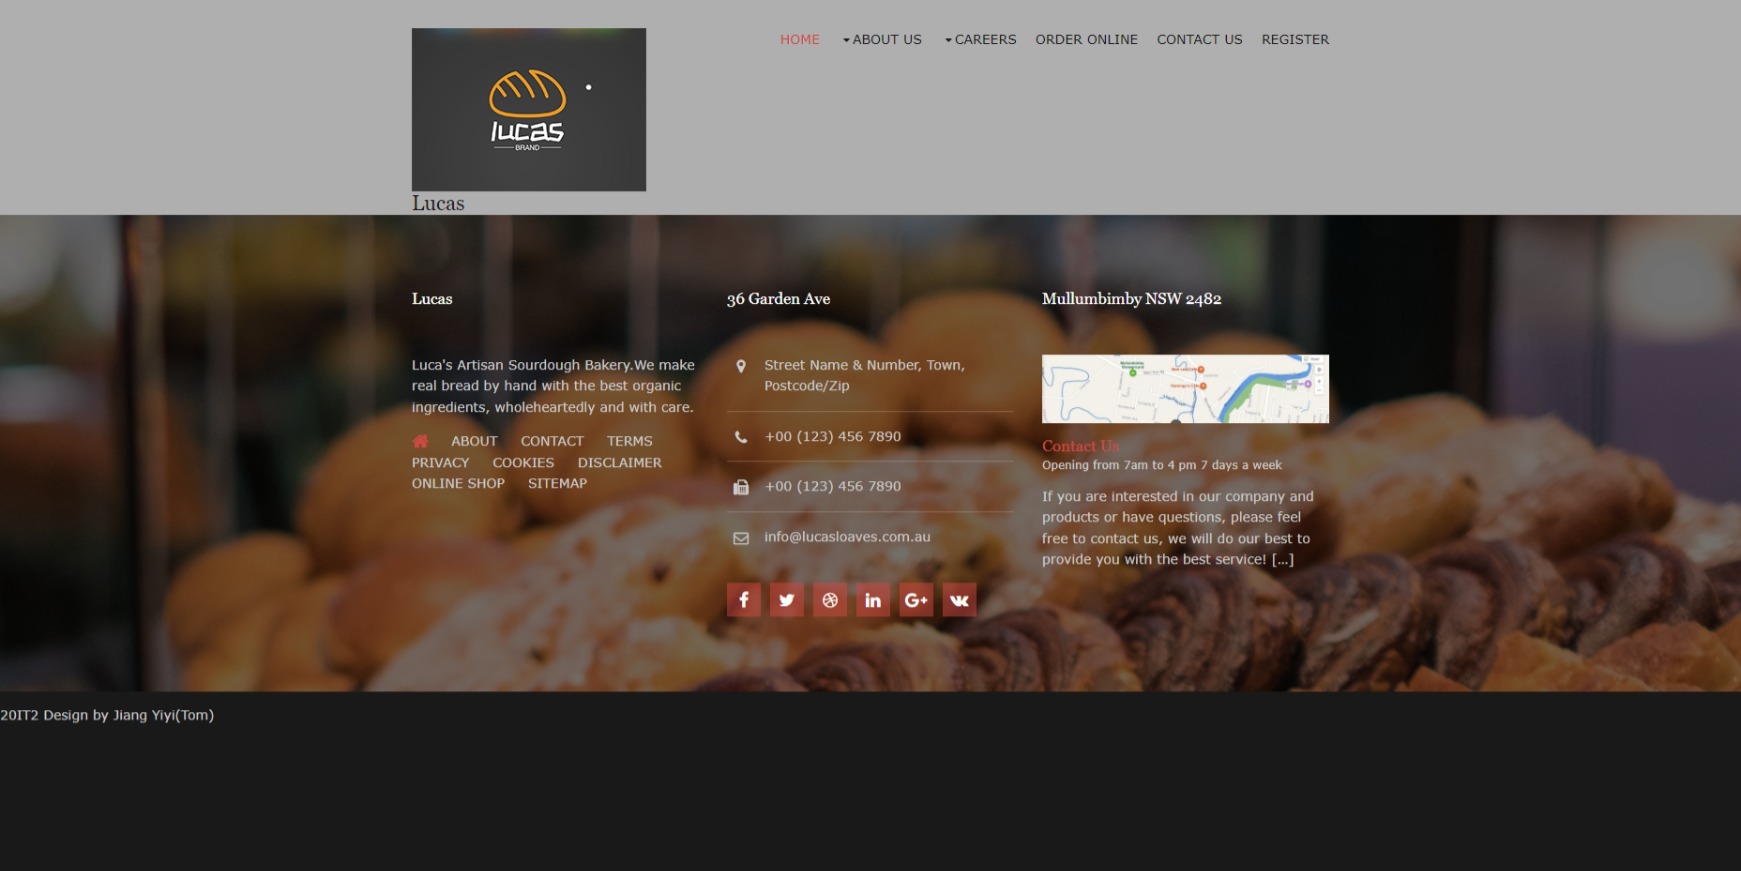 HOME ABOUT US CAREERS ORDER ONLINE CONTACT US REGISTER
lucas
BRAND
Lucas
Lucas
Luca's Artisan Sourdough Bakery.We make
real bread by hand with the best organic
ingredients, wholeheartedly and with care.
ABOUT CONTACT TERMS
PRIVACY COOKIES DISCLAIMER
ONLINE SHOP SITEMAP
36 Garden Ave
Street Name & Number, Town,
Postcode/Zip
+00 (123) 456 7890
+00 (123) 456 7890
info@lucasloaves.com.au
Mullumbimby NSW 2482
Contact Us
Opening from 7am to 4 pm 7 days a week
If you are interested in our company and
products or have questions, please feel
free to contact us, we will do our best to
provide you with the best service! [...]
20IT2 Design by Jiang Yiyi(Tom)